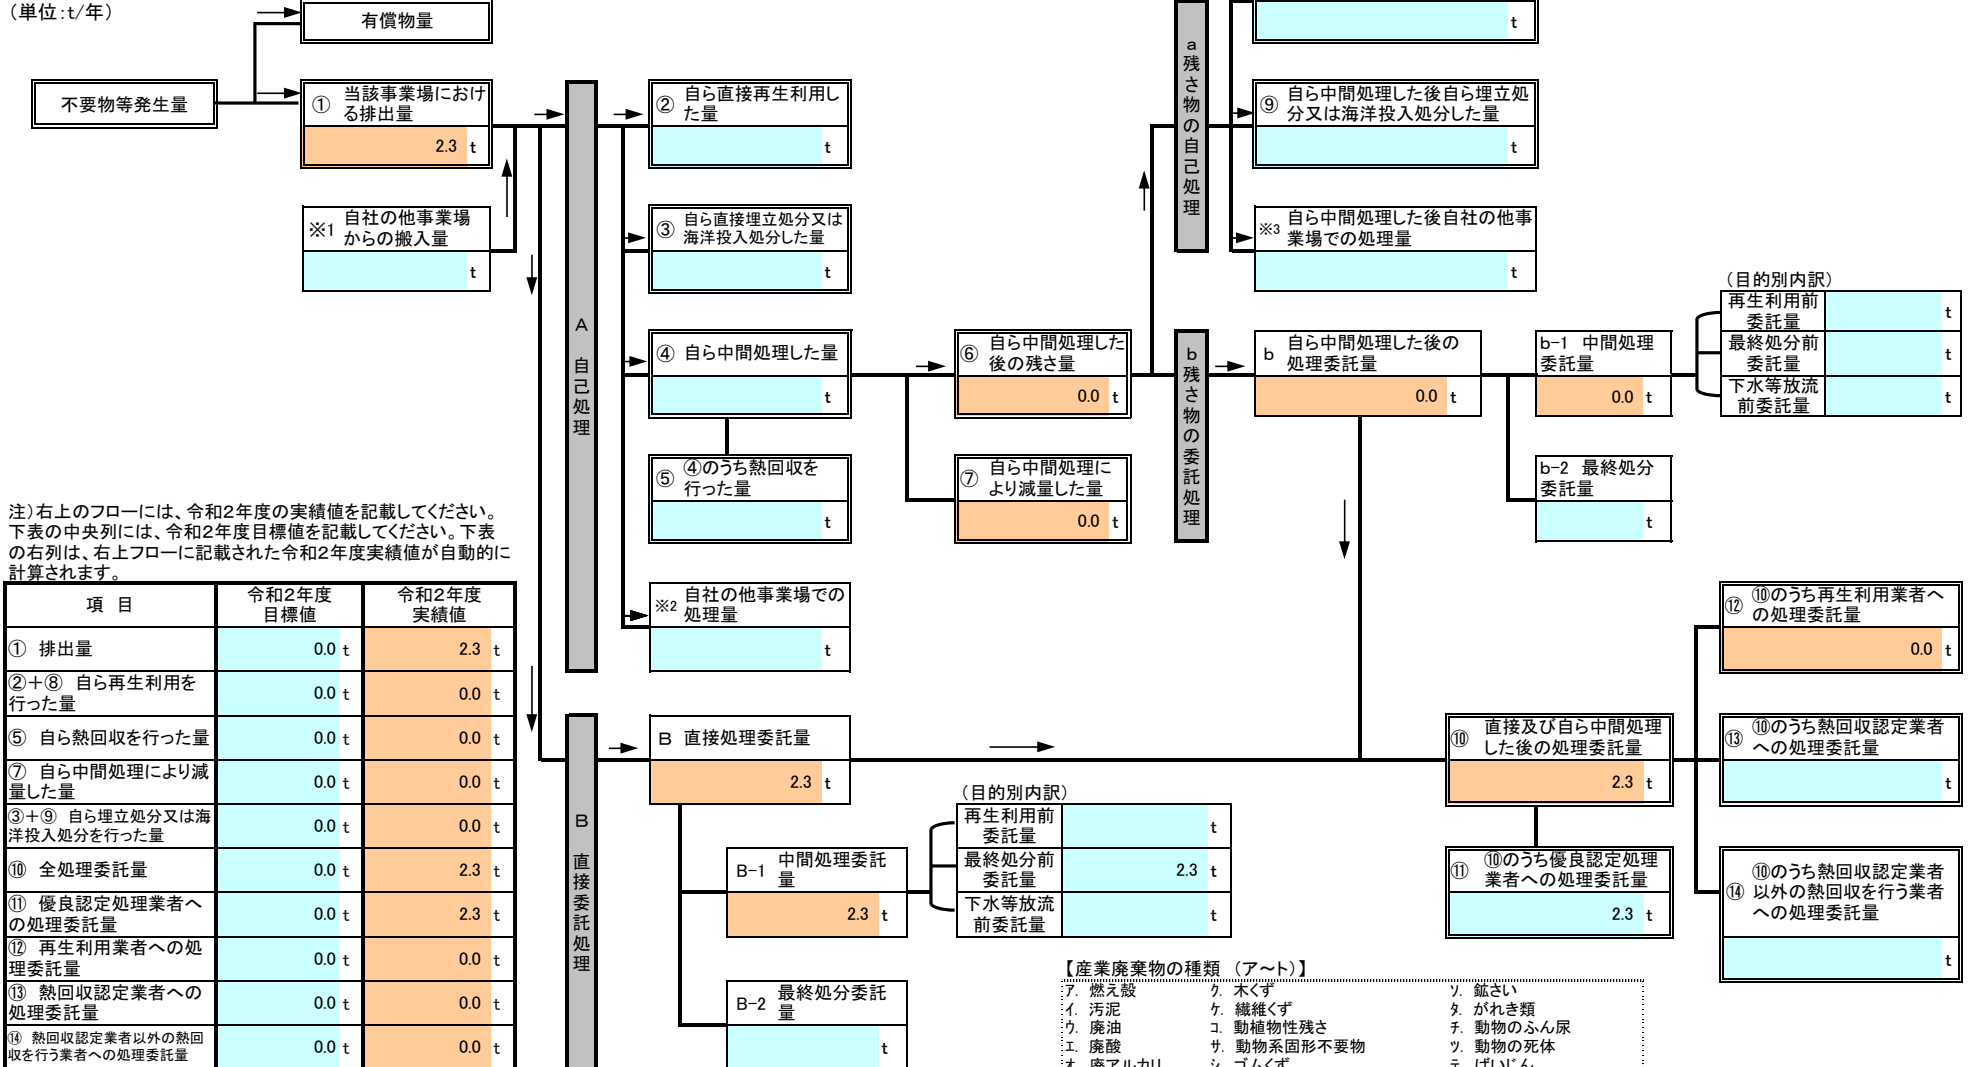 （単位：t/年）
有償物量
不要物等発生量
① 当該事業場におけ
る排出量
2.3 t
※1 自社の他事業場
からの搬入量
t
A 自己処理
② 自ら直接再生利用し
た量
t
③ 自ら直接埋立処分又は
海洋投入処分した量
t
④ 自ら中間処理した量
t
⑤ ④のうち熱回収を
行った量
t
※2 自社の他事業場での
処理量
t
⑥ 自ら中間処理した
後の残さ量
0.0 t
⑦ 自ら中間処理に
より減量した量
0.0 t
a 残さ物の自己処理
t
⑨ 自ら中間処理した後自ら埋立処
分又は海洋投入処分した量
t
※3 自ら中間処理した後自社の他事
業場での処理量
t
b 残さ物の委託処理
b 自ら中間処理した後の
処理委託量
0.0 t
b-1 中間処理
委託量
0.0 t
b-2 最終処分
委託量
t
（目的別内訳）
再生利用前
委託量
t
最終処分前
委託量
t
下水等放流
前委託量
t
注）右上のフローには、令和２年度の実績値を記載してください。
下表の中央列には、令和２年度目標値を記載してください。下表
の右列は、右上フローに記載された令和２年度実績値が自動的に
計算されます。
項 目
令和２年度
目標値
令和２年度
実績値
① 排出量 0.0 t 2.3 t
②＋⑧ 自ら再生利用を
行った量 0.0 t 0.0 t
⑤ 自ら熱回収を行った量 0.0 t 0.0 t
⑦ 自ら中間処理により減
量した量 0.0 t 0.0 t
③＋⑨ 自ら埋立処分又は海
洋投入処分を行った量 0.0 t 0.0 t
⑩ 全処理委託量 0.0 t 2.3 t
⑪ 優良認定処理業者へ
の処理委託量 0.0 t 2.3 t
⑫ 再生利用業者への処
理委託量 0.0 t 0.0 t
⑬ 熱回収認定業者への
処理委託量 0.0 t 0.0 t
⑭ 熱回収認定業者以外の熱回
収を行う業者への処理委託量 0.0 t 0.0 t
B 直接委託処理
B 直接処理委託量
2.3 t
B-1 中間処理委託
量
2.3 t
B-2 最終処分委託
量
t
（目的別内訳）
再生利用前
委託量
t
最終処分前
委託量
2.3 t
下水等放流
前委託量
t
⑩ 直接及び自ら中間処理
した後の処理委託量
2.3 t
⑪ ⑩のうち優良認定処理
業者への処理委託量
2.3 t
⑫ ⑩のうち再生利用業者へ
の処理委託量
0.0 t
⑬ ⑩のうち熱回収認定業者
への処理委託量
t
⑭ ⑩のうち熱回収認定業者
以外の熱回収を行う業者
への処理委託量
t
【産業廃棄物の種類 （ア～ト）】
ア. 燃え殻 ク. 木くず ソ. 鉱さい
イ. 汚泥 ケ. 繊維くず タ. がれき類
ウ. 廃油 コ. 動植物性残さ チ. 動物のふん尿
エ. 廃酸 サ. 動物系固形不要物 ツ. 動物の死体
オ. 廃アルカリ シ. ゴムくず テ. ばいじん